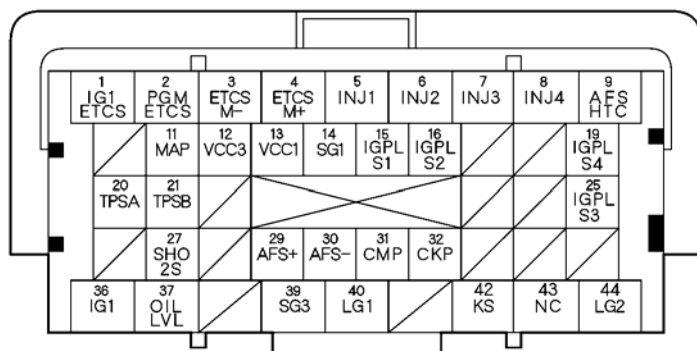 1 2 3 4 5 6 7 8 9
IG1 ETCS PGM ETCS ETCS M- ETCS M+ INJ1 INJ2 INJ3 INJ4 AFS HTC
11 12 13 14 15 16 19
MAP VCC3 VCC1 SG1 IGPL S1 IGPL S2 IGPL S4
20 21 25
TPSA TPSB IGPL S3
27 29 30 31 32
SHO 2S AFS+ AFS- CMP CKP
36 37 39 40 42 43 44
IG1 OIL LVL SG3 LG1 KS NC LG2